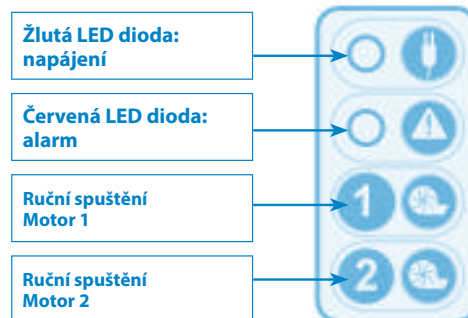 Žlutá LED dioda:
napájení
Červená LED dioda:
alarm
Ruční spuštění
Motor 1
1
Ruční spuštění
Motor 2
2